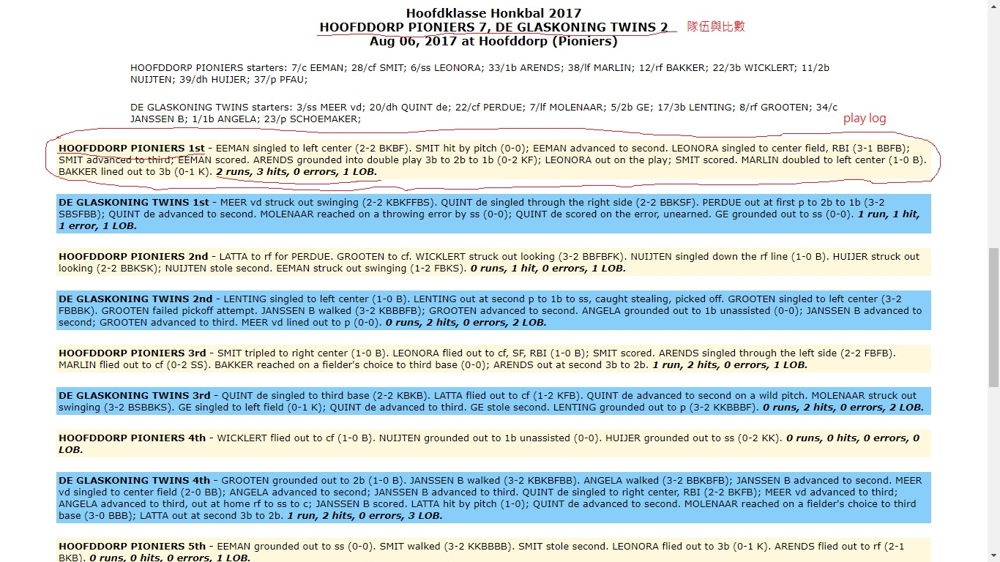 Hoofdklasse Honkbal 2017
HOOFDDORP PIONIERS 7, DE GLASKONING TWINS 2 隊伍與比數
Aug 06, 2017 at Hoofddorp (Pioniers)
HOOFDDORP PIONIERS starters: 7/c EEMAN; 28/cf SMIT; 6/ss LEONORA; 33/1b ARENDS; 38/lf MARLIN; 12/rf BAKKER; 22/3b WICKLERT; 11/2b
NUIJTEN; 39/dh HUIJER; 37/p PFAU;
DE GLASKONING TWINS starters: 3/ss MEER vd; 20/dh QUINT de; 22/cf PERDUE; 7/lf MOLENAAR; 5/2b GE; 17/3b LENTING; 8/rf GROOTEN; 34/c
JANSSEN B; 1/1b ANGELA; 23/p SCHOEMAKER;
play log
HOOFDDORP PIONIERS 1st - EEMAN singled to left center (2-2 BKBF). SMIT hit by pitch (0-0); EEMAN advanced to second. LEONORA singled to center field, RBI (3-1 BBFB);
SMIT advanced to third; EEMAN scored. ARENDS grounded into double play 3b to 2b to 1b (0-2 KF); LEONORA out on the play; SMIT scored. MARLIN doubled to left center (1-0 B).
BAKKER lined out to 3b (0-1 K). 2 runs, 3 hits, 0 errors, 1 LOB.
DE GLASKONING TWINS 1st - MEER vd struck out swinging (2-2 KBKFFBS). QUINT de singled through the right side (2-2 BBKSF). PERDUE out at first p to 2b to 1b (3-2
SBSFBB); QUINT de advanced to second. MOLENAAR reached on a throwing error by ss (0-0); QUINT de scored on the error, unearned. GE grounded out to ss (0-0). 1 run, 1 hit,
1 error, 1 LOB.
HOOFDDORP PIONIERS 2nd - LATTA to rf for PERDUE. GROOTEN to cf. WICKLERT struck out looking (3-2 BBFBFK). NUIJTEN singled down the rf line (1-0 B). HUIJER struck out
looking (2-2 BBKSK); NUIJTEN stole second. EEMAN struck out swinging (1-2 FBKS). 0 runs, 1 hit, 0 errors, 1 LOB.
DE GLASKONING TWINS 2nd - LENTING singled to left center (1-0 B). LENTING out at second p to 1b to ss, caught stealing, picked off. GROOTEN singled to left center (3-2
FBBBK). GROOTEN failed pickoff attempt. JANSSEN B walked (3-2 KBBBFB); GROOTEN advanced to second. ANGELA grounded out to 1b unassisted (0-0); JANSSEN B advanced to
second; GROOTEN advanced to third. MEER vd lined out to p (0-0). 0 runs, 2 hits, 0 errors, 2 LOB.
HOOFDDORP PIONIERS 3rd - SMIT tripled to right center (1-0 B). LEONORA flied out to cf, SF, RBI (1-0 B); SMIT scored. ARENDS singled through the left side (2-2 FBFB).
MARLIN flied out to cf (0-2 SS). BAKKER reached on a fielder's choice to third base (0-0); ARENDS out at second 3b to 2b. 1 run, 2 hits, 0 errors, 1 LOB.
DE GLASKONING TWINS 3rd - QUINT de singled to third base (2-2 KBKB). LATTA flied out to cf (1-2 KFB). QUINT de advanced to second on a wild pitch. MOLENAAR struck out
swinging (3-2 BSBBKS). GE singled to left field (0-1 K); QUINT de advanced to third. GE stole second. LENTING grounded out to p (3-2 KKBBBF). 0 runs, 2 hits, 0 errors, 2 LOB.
HOOFDDORP PIONIERS 4th - WICKLERT flied out to cf (1-0 B). NUIJTEN grounded out to 1b unassisted (0-0). HUIJER grounded out to ss (0-2 KK). 0 runs, 0 hits, 0 errors, 0
LOB.
DE GLASKONING TWINS 4th - GROOTEN grounded out to 2b (1-0 B). JANSSEN B walked (3-2 KBKBFBB). ANGELA walked (3-2 BBKBFB); JANSSEN B advanced to second. MEER
vd singled to center field (2-0 BB); ANGELA advanced to second; JANSSEN B advanced to third. QUINT de singled to right center, RBI (2-2 BKFB); MEER vd advanced to third;
ANGELA advanced to third, out at home rf to ss to c; JANSSEN B scored. LATTA hit by pitch (1-0); QUINT de advanced to second. MOLENAAR reached on a fielder's choice to third
base (3-0 BBB); LATTA out at second 3b to 2b. 1 run, 2 hits, 0 errors, 3 LOB.
HOOFDDORP PIONIERS 5th - EEMAN grounded out to ss (0-0). SMIT walked (3-2 KKBBBB). SMIT stole second. LEONORA flied out to 3b (0-1 K). ARENDS flied out to rf (2-1
BKB). 0 runs, 0 hits, 0 errors, 1 LOB.